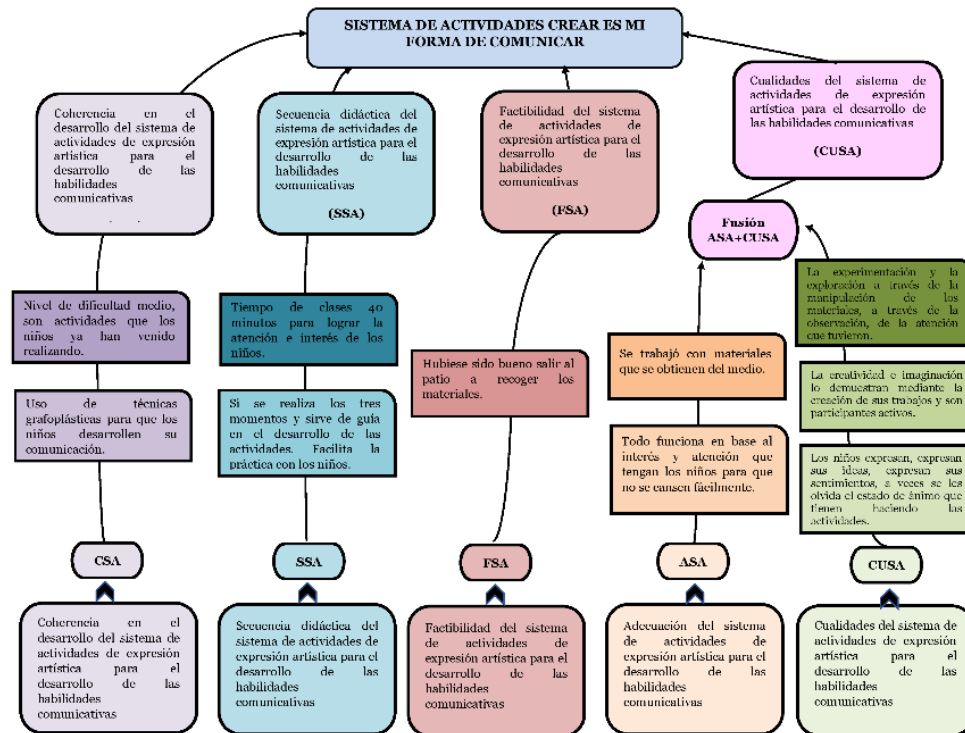 SISTEMA DE ACTIVIDADES CREAR ES MI
FORMA DE COMUNICAR
Coherencia en el
desarrollo del sistema de
actividades de expresión
artística para el
desarrollo de las
habilidades
comunicativas
Secuencia didáctica del
sistema de actividades de
expresión artística para el
desarrollo de las
habilidades
comunicativas
(SSA)
Factibilidad del sistema
de actividades de
expresión artística para el
desarrollo de las
habilidades
comunicativas
(FSA)
Cualidades del sistema de
actividades de expresión
artística para el desarrollo de
las habilidades comunicativas
(CUSA)
Fusión
ASA+CUSA
Nivel de dificultad medio,
son actividades que los
niños ya han venido
realizando.
Uso de técnicas
grafoplásticas para que los
niños desarrollen su
comunicación.
Tiempo de clases 40
minutos para lograr la
atención e interés de los
niños.
Si se realiza los tres
momentos y sirve de guía
en el desarrollo de las
actividades. Facilita la
práctica con los niños.
Hubiese sido bueno salir al
patio a recoger los
materiales.
Se trabajó con materiales
que se obtienen del medio.
Todo funciona en base al
interés y atención que
tengan los niños para que
no se cansen fácilmente.
La experimentación y la
exploración a través de la
manipulación de los
materiales, a través de la
observación, de la atención
que tuvieron.
La creatividad e imaginación
lo demuestran mediante la
creación de sus trabajos y son
participantes activos.
Los niños expresan, expresan
sus ideas, expresan sus
sentimientos, a veces se les
olvida el estado de ánimo que
tienen haciendo las
actividades.
CSA
SSA
FSA
ASA
CUSA
Coherencia en el
desarrollo del sistema de
actividades de expresión
artística para el
desarrollo de las
habilidades
comunicativas
Secuencia didáctica del
sistema de actividades de
expresión artística para el
desarrollo de las
habilidades
comunicativas
Factibilidad del sistema
de actividades de
expresión artística para el
desarrollo de las
habilidades
comunicativas
Adecuación del sistema
de actividades de
expresión artística para el
desarrollo de las
habilidades
comunicativas
Cualidades del sistema de
actividades de expresión
artística para el
desarrollo de las
habilidades
comunicativas